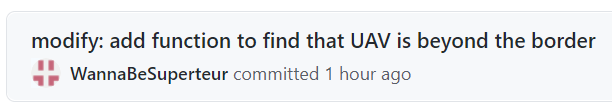 modify: add function to find that UAV is beyond the border
WannaBeSuperteur committed 1 hour ago